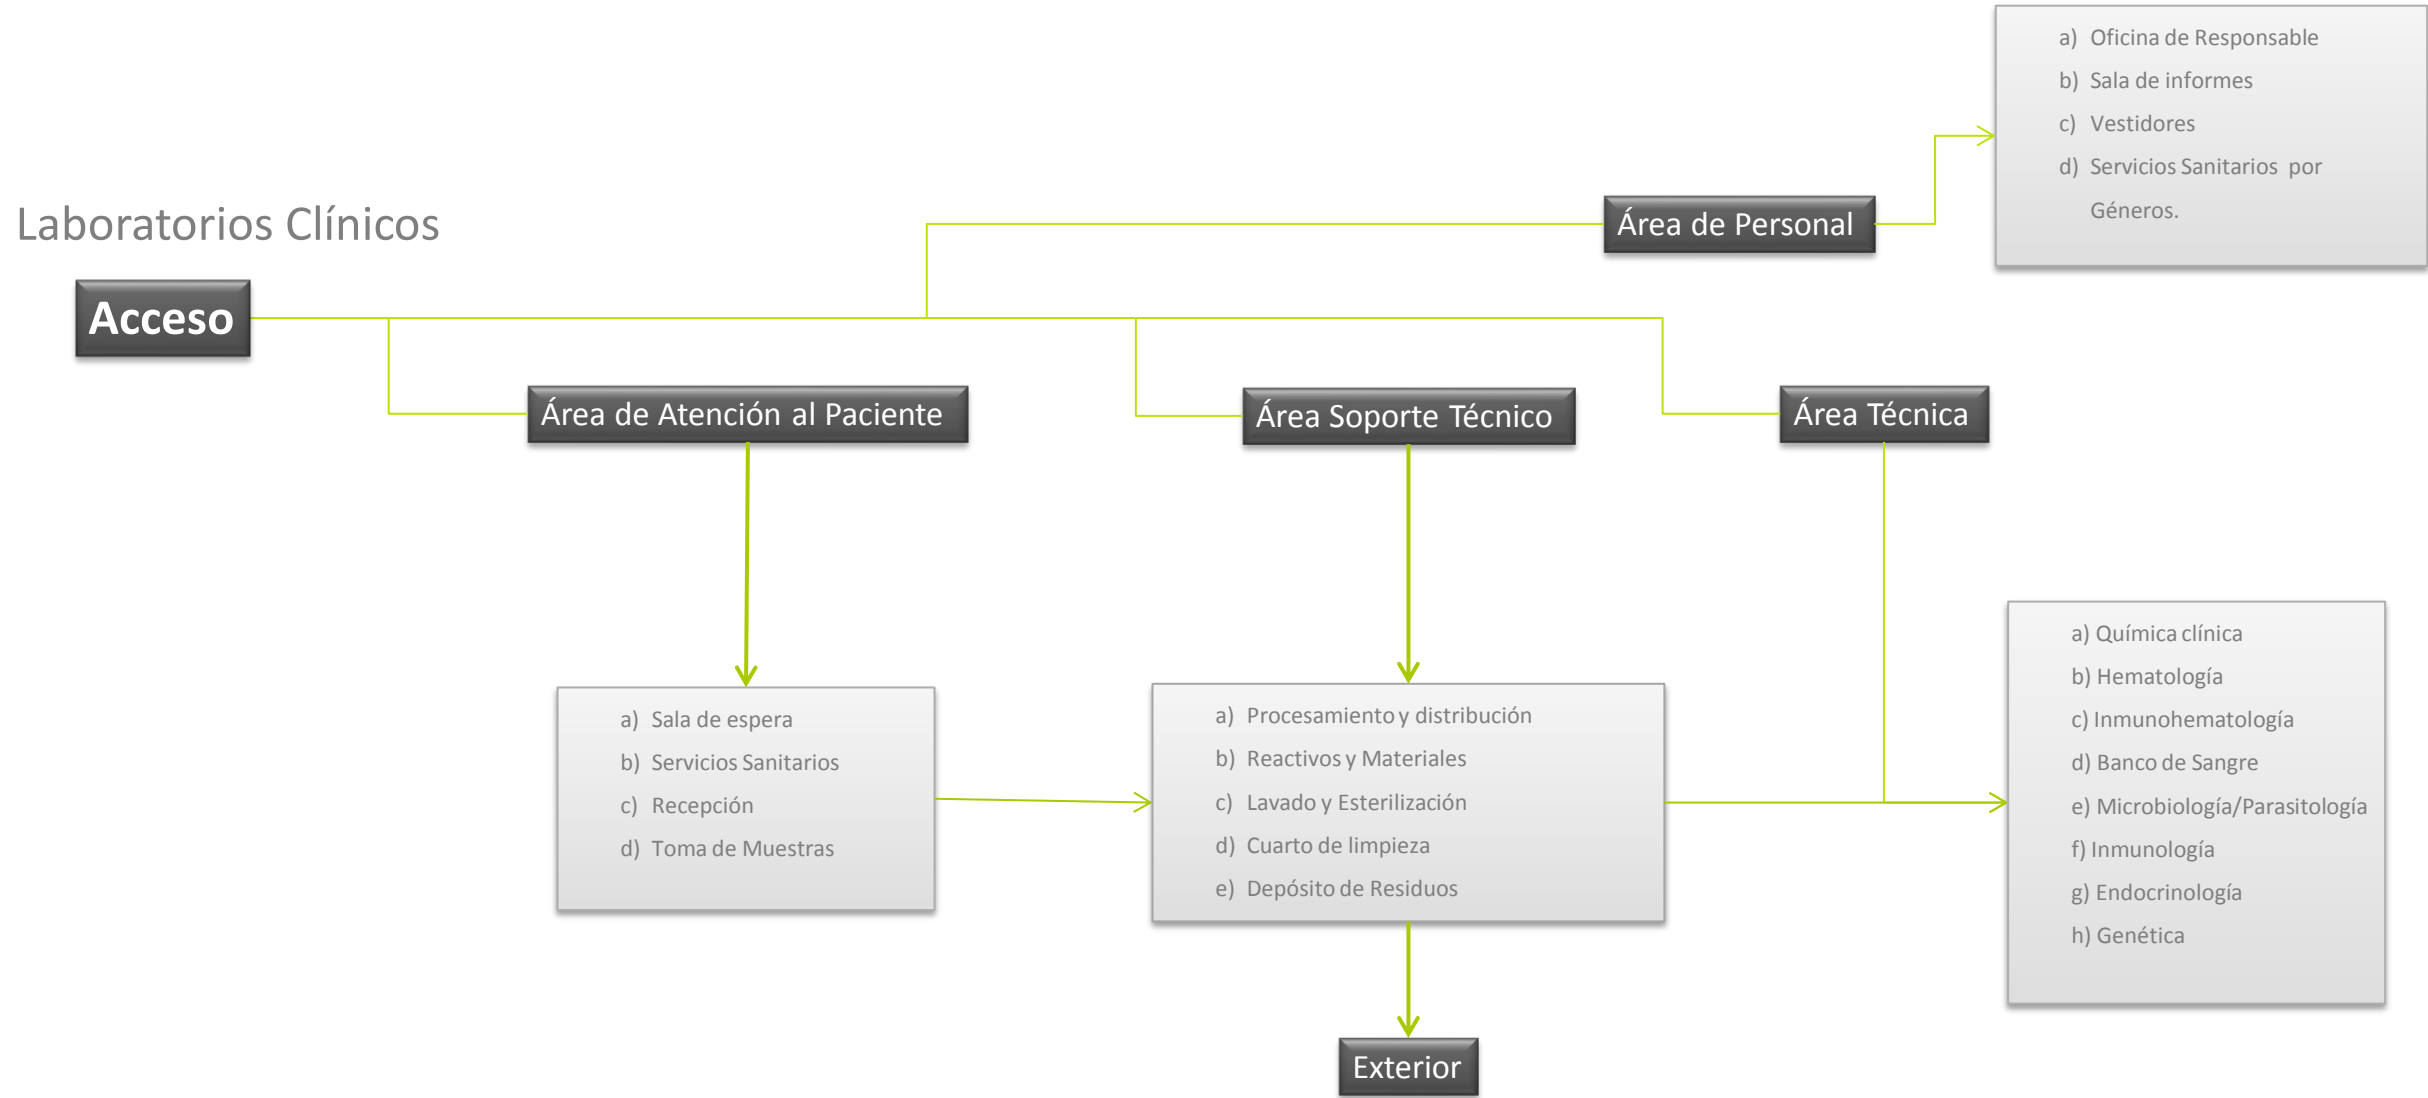 a) Oficina de Responsable
b) Sala de informes
c) Vestidores
d) Servicios Sanitarios por
Géneros.
Laboratorios Clínicos
Área de Personal
Acceso
Área de Atención al Paciente
Área Soporte Técnico
Área Técnica
a) Sala de espera
b) Servicios Sanitarios
c) Recepción
d) Toma de Muestras
a) Procesamiento y distribución
b) Reactivos y Materiales
c) Lavado y Esterilización
d) Cuarto de limpieza
e) Depósito de Residuos
a) Química clínica
b) Hematología
c) Inmunohematología
d) Banco de Sangre
e) Microbiología/Parasitología
f) Inmunología
g) Endocrinología
h) Genética
Exterior